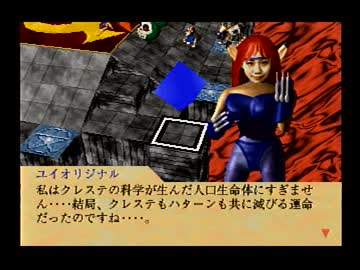 ユイオリジナル
私はクレステの科学が生んだ人口生命体にすぎませ
ん‥‥結局、クレステもハターンも共に滅びる運命
だったのですね‥‥。